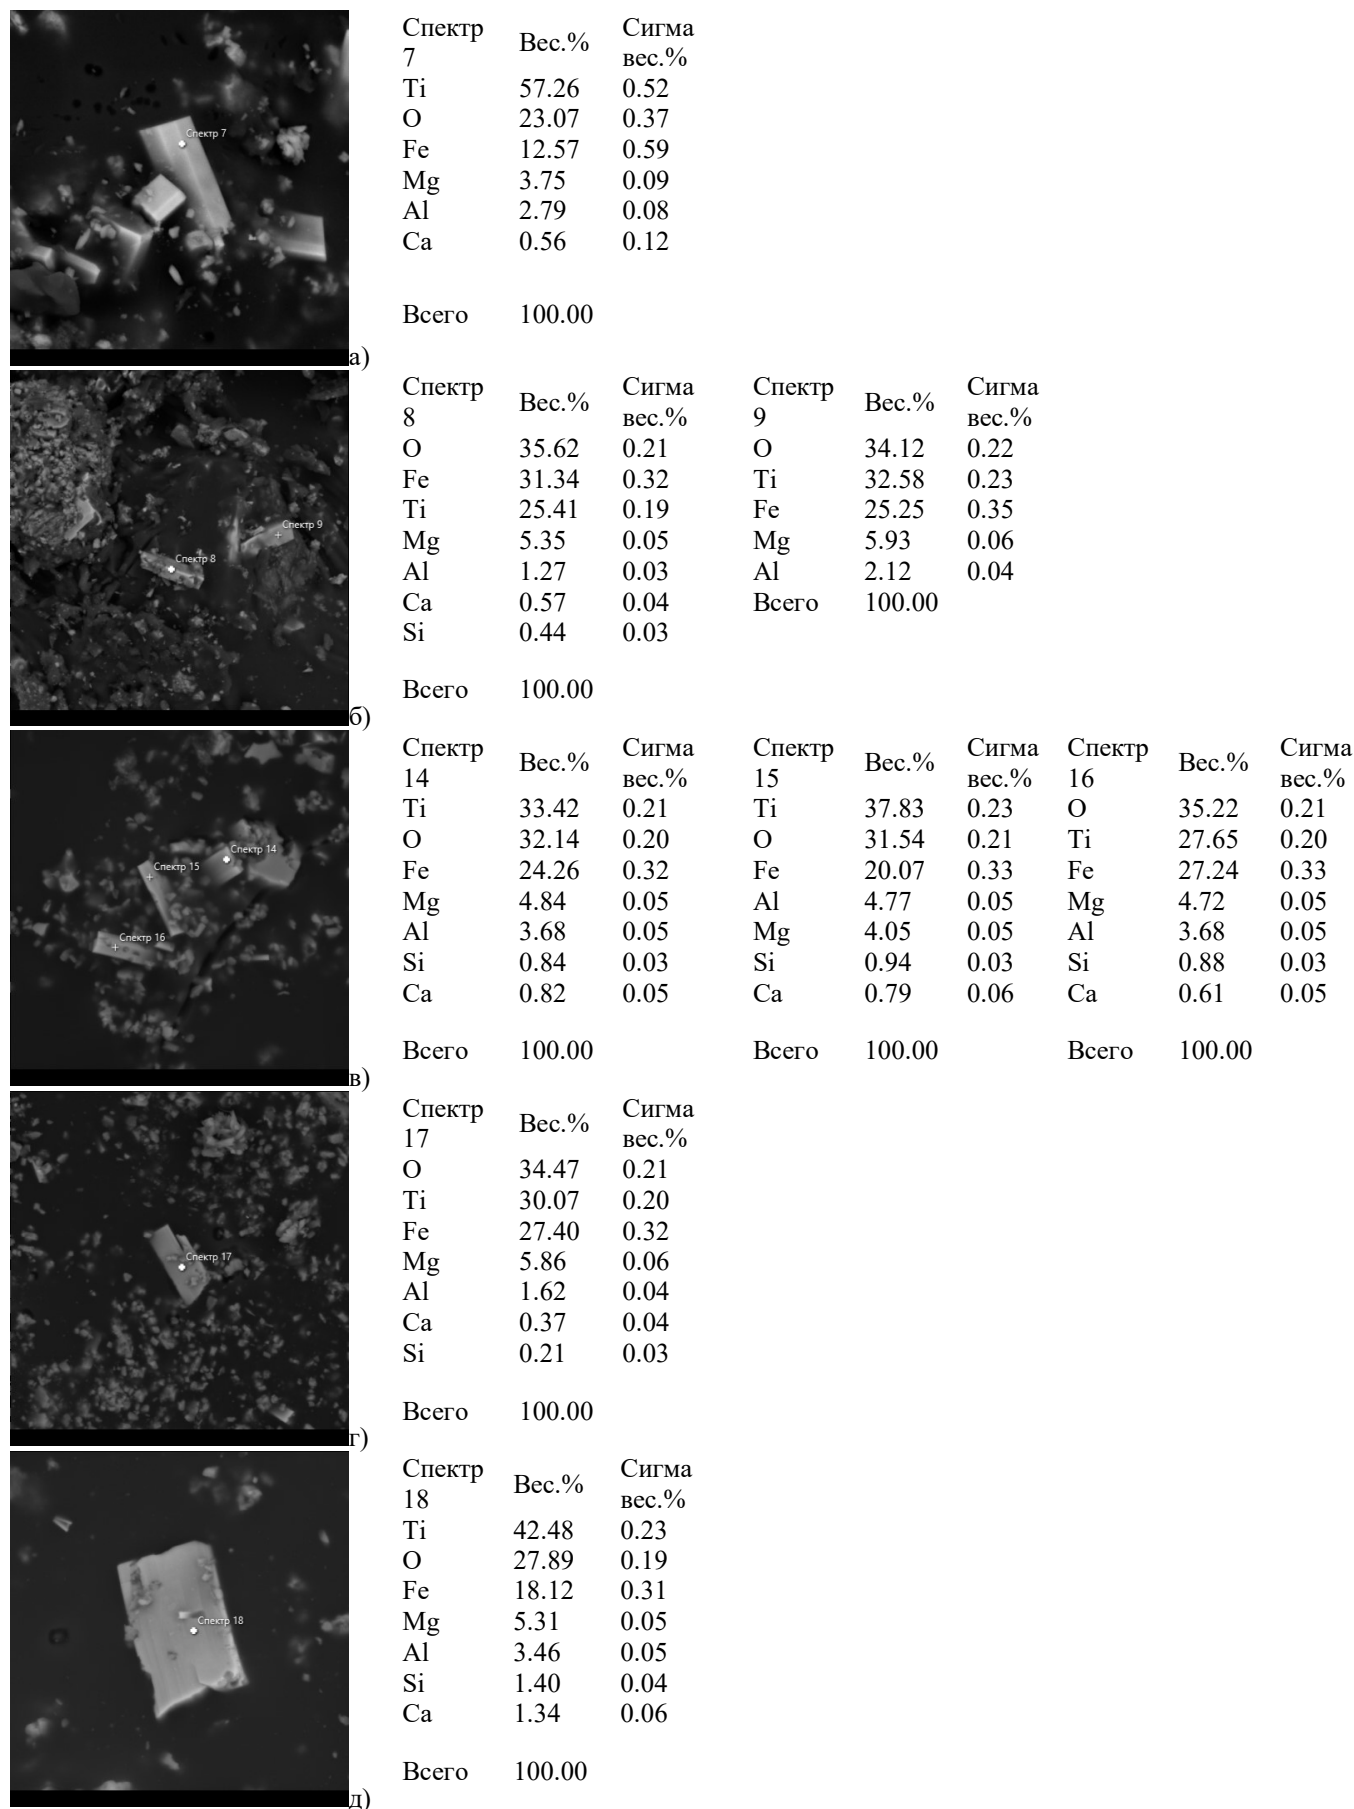 Спектр 7 Вес.% Сигма вес.%
Ti 57.26 0.52
O 23.07 0.37
Fe 12.57 0.59
Mg 3.75 0.09
Al 2.79 0.08
Ca 0.56 0.12
Всего 100.00
Спектр 7
а)
Спектр 8 Вес.% Сигма вес.% Спектр 9 Вес.% Сигма вес.%
O 35.62 0.21 O 34.12 0.22
Fe 31.34 0.32 Ti 32.58 0.23
Ti 25.41 0.19 Fe 25.25 0.35
Mg 5.35 0.05 Mg 5.93 0.06
Al 1.27 0.03 Al 2.12 0.04
Ca 0.57 0.04 Всего 100.00
Si 0.44 0.03
Всего 100.00
Спектр 9
Спектр 8
б)
Спектр 14 Вес.% Сигма вес.% Спектр 15 Вес.% Сигма вес.% Спектр 16 Вес.% Сигма вес.%
Ti 33.42 0.21 Ti 37.83 0.23 O 35.22 0.21
O 32.14 0.20 O 31.54 0.21 Ti 27.65 0.20
Fe 24.26 0.32 Fe 20.07 0.33 Fe 27.24 0.33
Mg 4.84 0.05 Al 4.77 0.05 Mg 4.72 0.05
Al 3.68 0.05 Mg 4.05 0.05 Al 3.68 0.05
Si 0.84 0.03 Si 0.94 0.03 Si 0.88 0.03
Ca 0.82 0.05 Ca 0.79 0.06 Ca 0.61 0.05
Всего 100.00 Всего 100.00 Всего 100.00
Спектр 14
Спектр 15
Спектр 16
в)
Спектр 17 Вес.% Сигма вес.%
O 34.47 0.21
Ti 30.07 0.20
Fe 27.40 0.32
Mg 5.86 0.06
Al 1.62 0.04
Ca 0.37 0.04
Si 0.21 0.03
Всего 100.00
Спектр 17
г)
Спектр 18 Вес.% Сигма вес.%
Ti 42.48 0.23
O 27.89 0.19
Fe 18.12 0.31
Mg 5.31 0.05
Al 3.46 0.05
Si 1.40 0.04
Ca 1.34 0.06
Всего 100.00
Спектр 18
д)